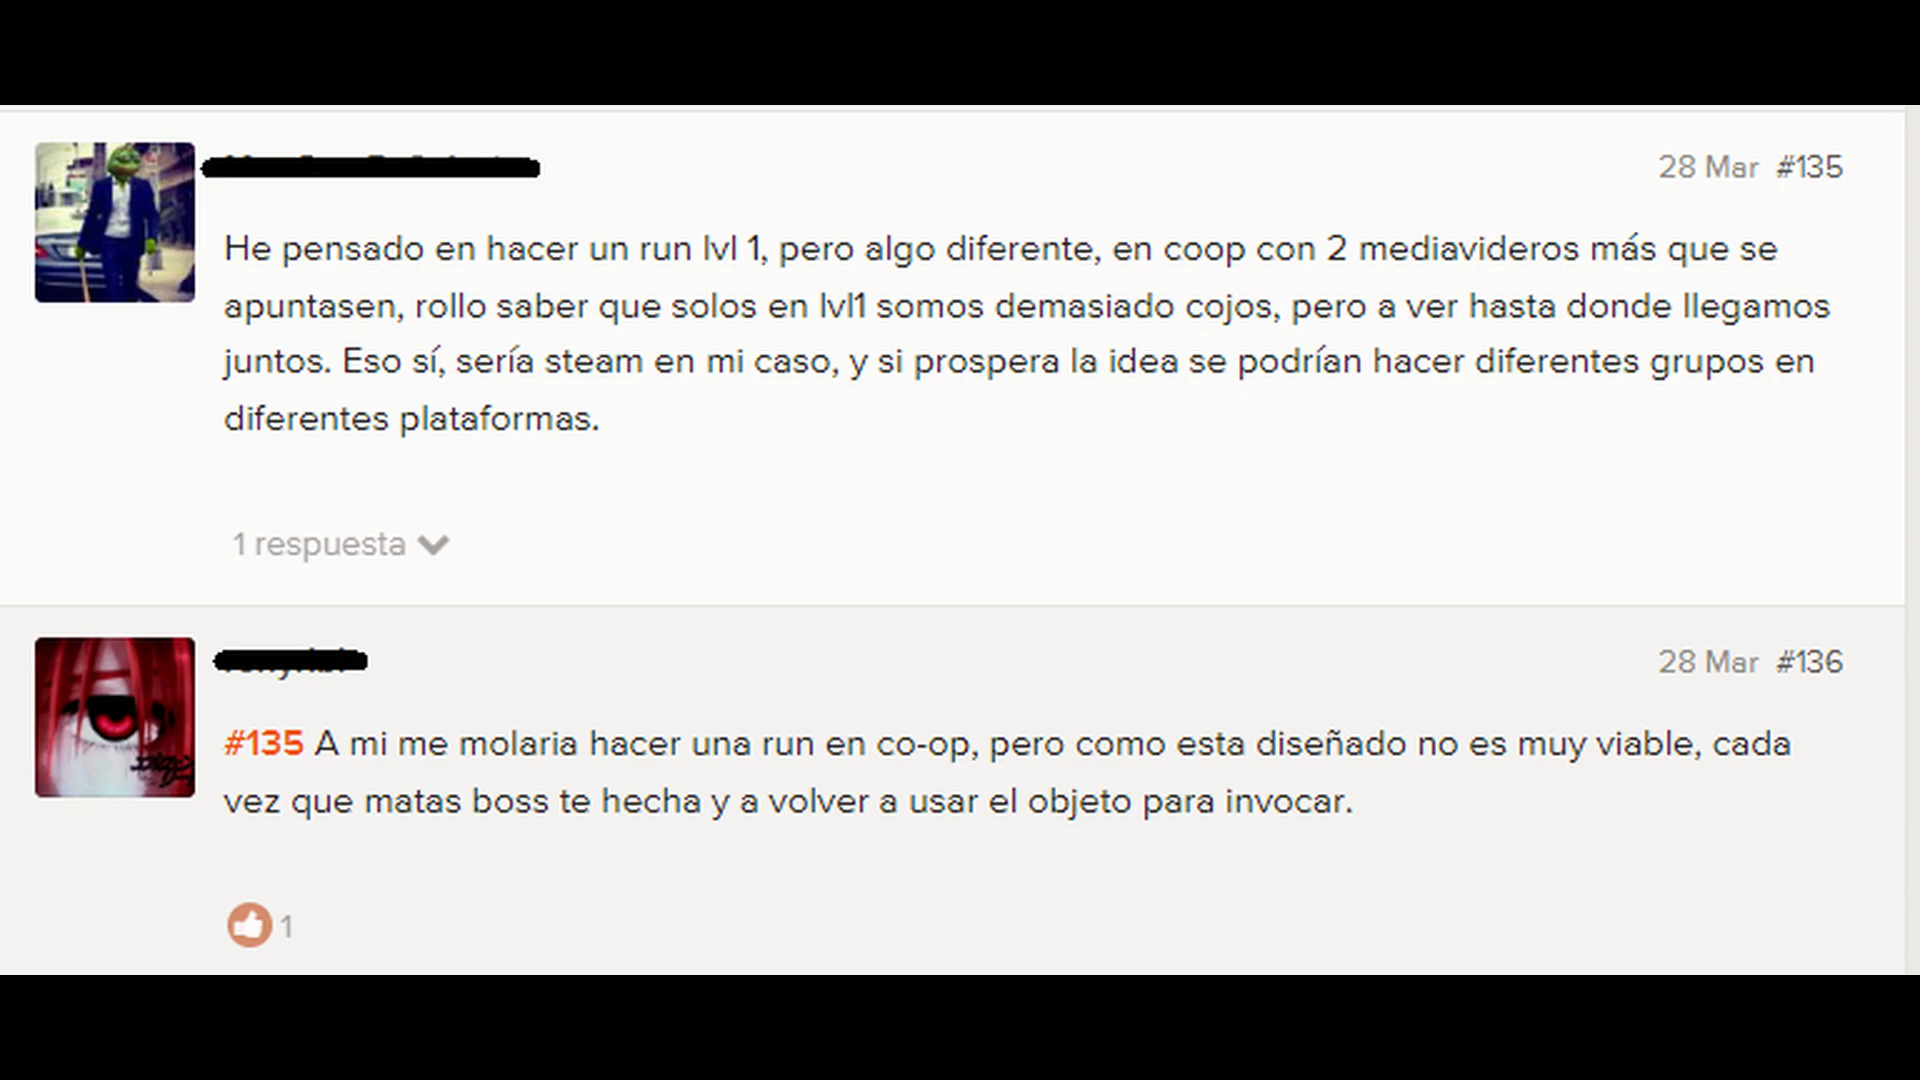 28 Mar #135
He pensado en hacer un run lvl 1, pero algo diferente, en coop con 2 mediavideros más que se
apuntasen, rollo saber que solos en lvl1 somos demasiado cojos, pero a ver hasta donde llegamos
juntos. Eso sí, sería steam en mi caso, y si prospera la idea se podrían hacer diferentes grupos en
diferentes plataformas.
1 respuesta
28 Mar #136
#135 A mi me molaria hacer una run en co-op, pero como esta diseñado no es muy viable, cada
vez que matas boss te hecha y a volver a usar el objeto para invocar.
1